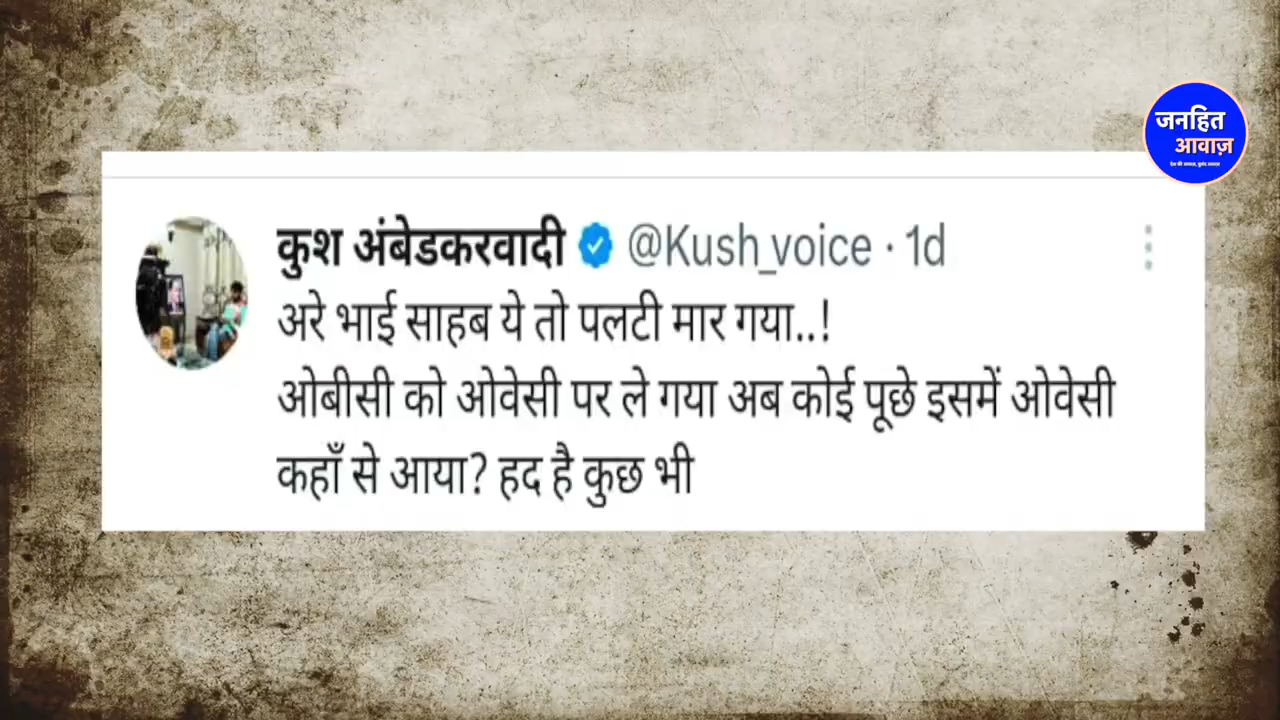 जनहित
आवाज़
कुश अंबेडकरवादी @Kush_voice · 1d
अरे भाई साहब ये तो पलटी मार गया..!
ओबीसी को ओवेसी पर ले गया अब कोई पूछे इसमें ओवेसी
कहाँ से आया? हद है कुछ भी